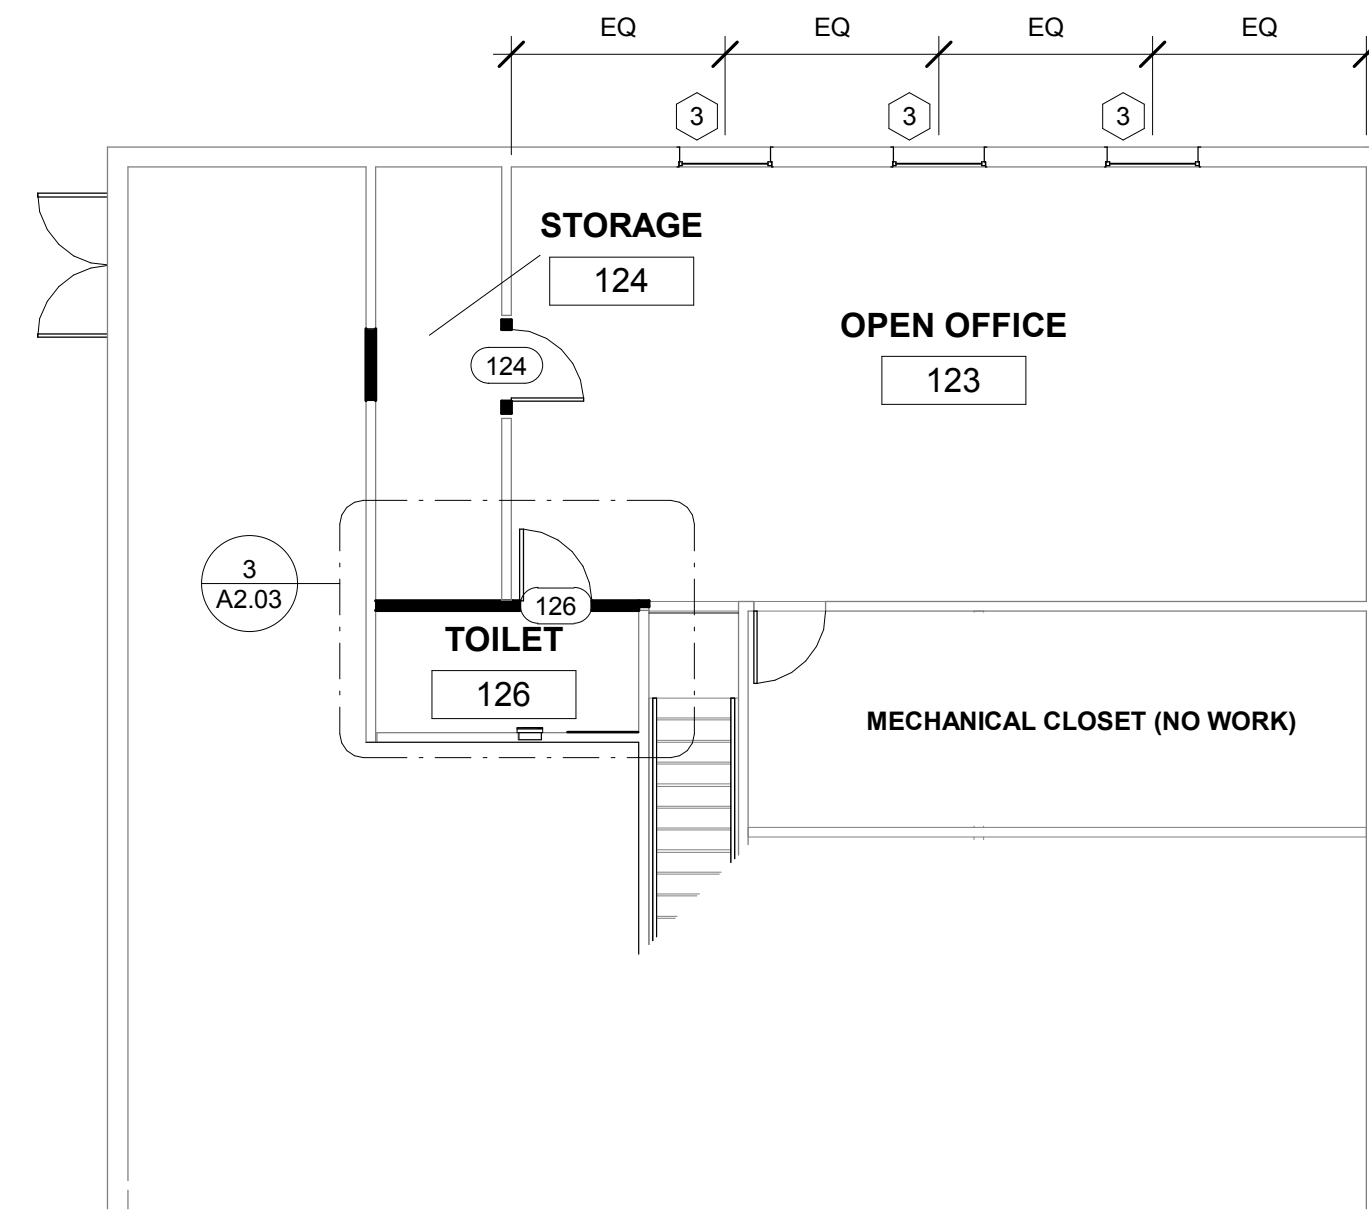 EQ EQ EQ EQ
3 3 3
STORAGE
124
OPEN OFFICE
123
124
3
A2.03
126
TOILET
126
MECHANICAL CLOSET (NO WORK)